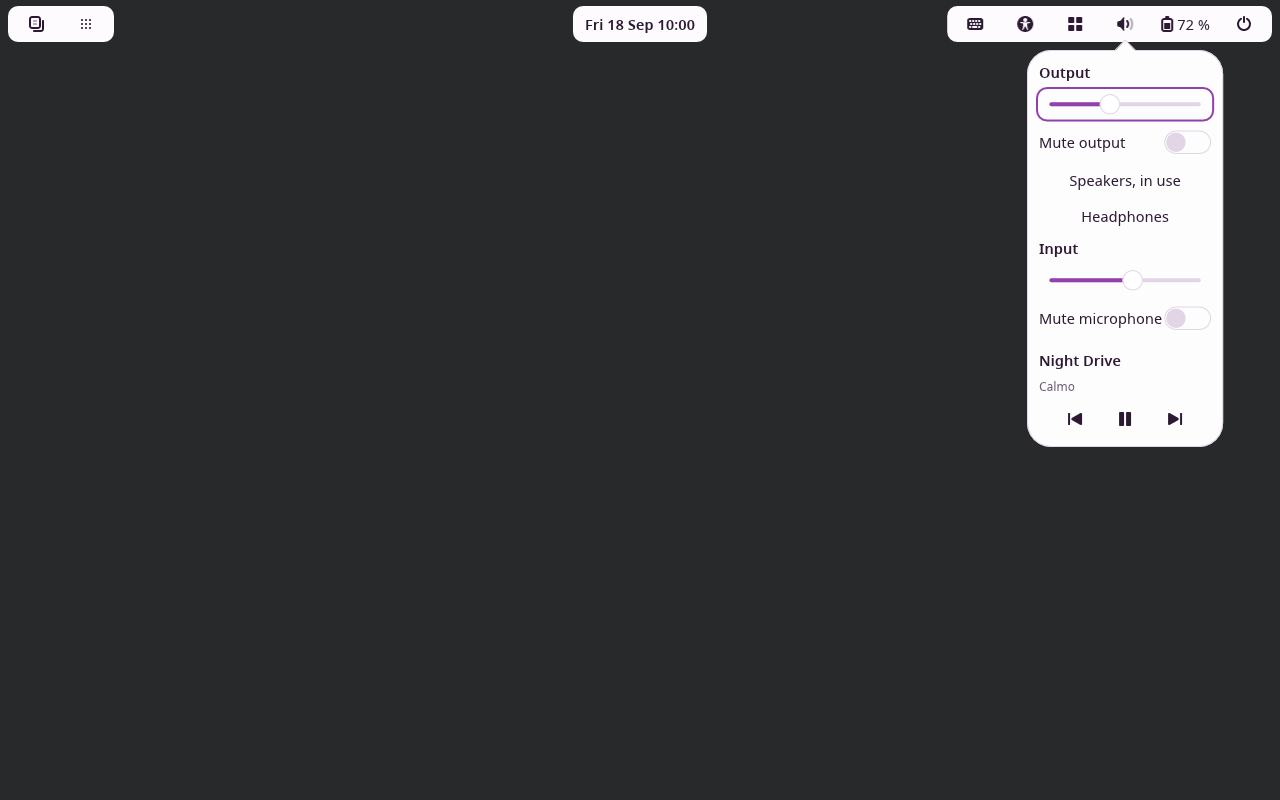 Fri 18 Sep 10:00
72 %
Output
Mute output
Speakers, in use
Headphones
Input
Mute microphone
Night Drive
Calmo